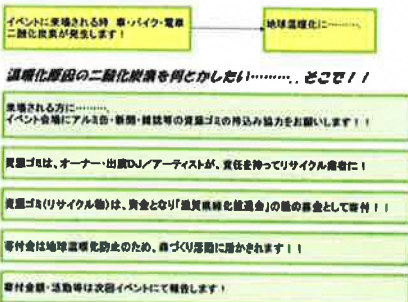 イベントに来場される時　車・バイク・電車
二酸化炭素が発生します！
地球温暖化に………
温暖化原因の二酸化炭素を何とかしたい………. . そこで！！
来場される方に………、
イベント会場にアルミ缶・新聞・雑誌等の資源ゴミの持込み協力をお願いします！！
資源ゴミは、オーナー・出演DJ／アーティストが、責任を持ってリサイクル業者に！
資源ゴミ(リサイクル物)は、資金となり「滋賀県緑化推進会」の緑の募金として寄付！！
寄付金は地球温暖化防止のため、森づくり活動に活かされます！！
寄付金額・活動等は次回イベントにて報告します！